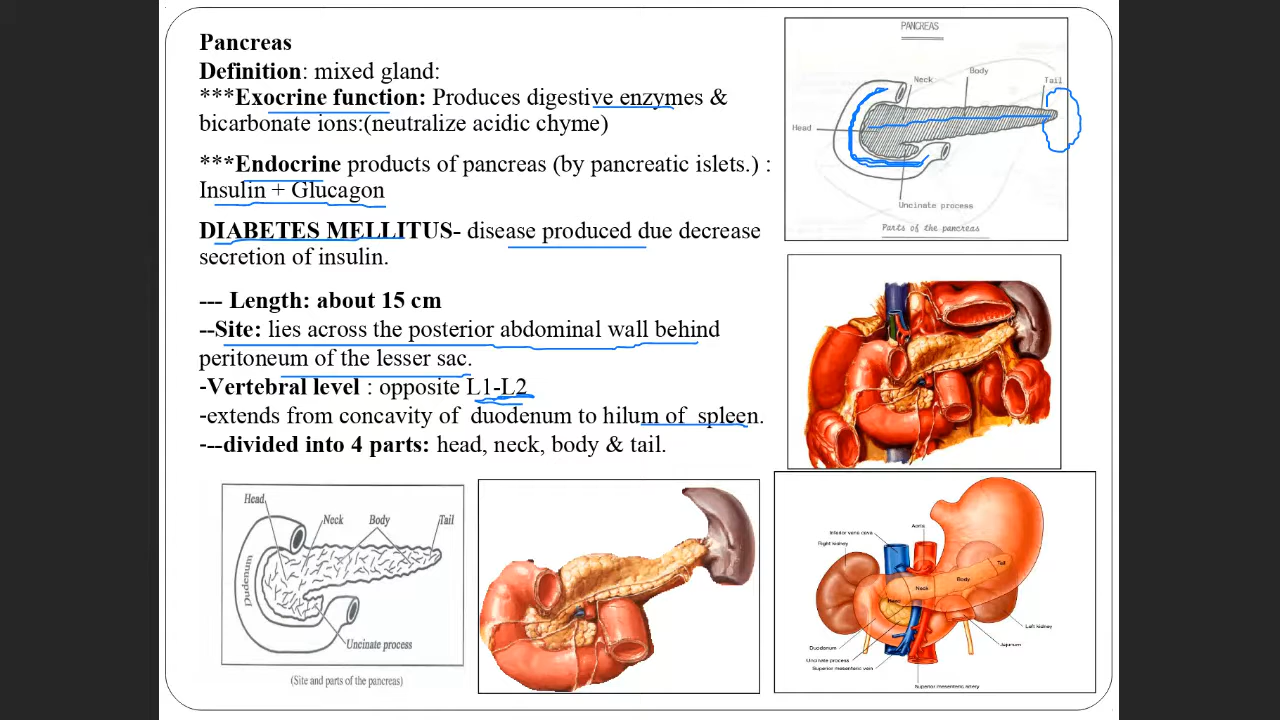 Pancreas
Definition: mixed gland:
***Exocrine function: Produces digestive enzymes &
bicarbonate ions:(neutralize acidic chyme)
***Endocrine products of pancreas (by pancreatic islets.) :
Insulin + Glucagon
DIABETES MELLITUS- disease produced due decrease
secretion of insulin.
--- Length: about 15 cm
--Site: lies across the posterior abdominal wall behind
peritoneum of the lesser sac.
-Vertebral level : opposite L1-L2
-extends from concavity of duodenum to hilum of spleen.
---divided into 4 parts: head, neck, body & tail.
PANCREAS
Neck
Body
Tail
Head
Uncinate process
Parts of the pancreas
Head
Neck
Body
Tail
Dudenum
Uncinate process
(Site and parts of the pancreas)
Aorta
Inferior vena cava
Right kidney
Tail
Body
Neck
Head
Left kidney
Jejunum
Duodenum
Uncinate process
Superior mesenteric vein
Superior mesenteric artery